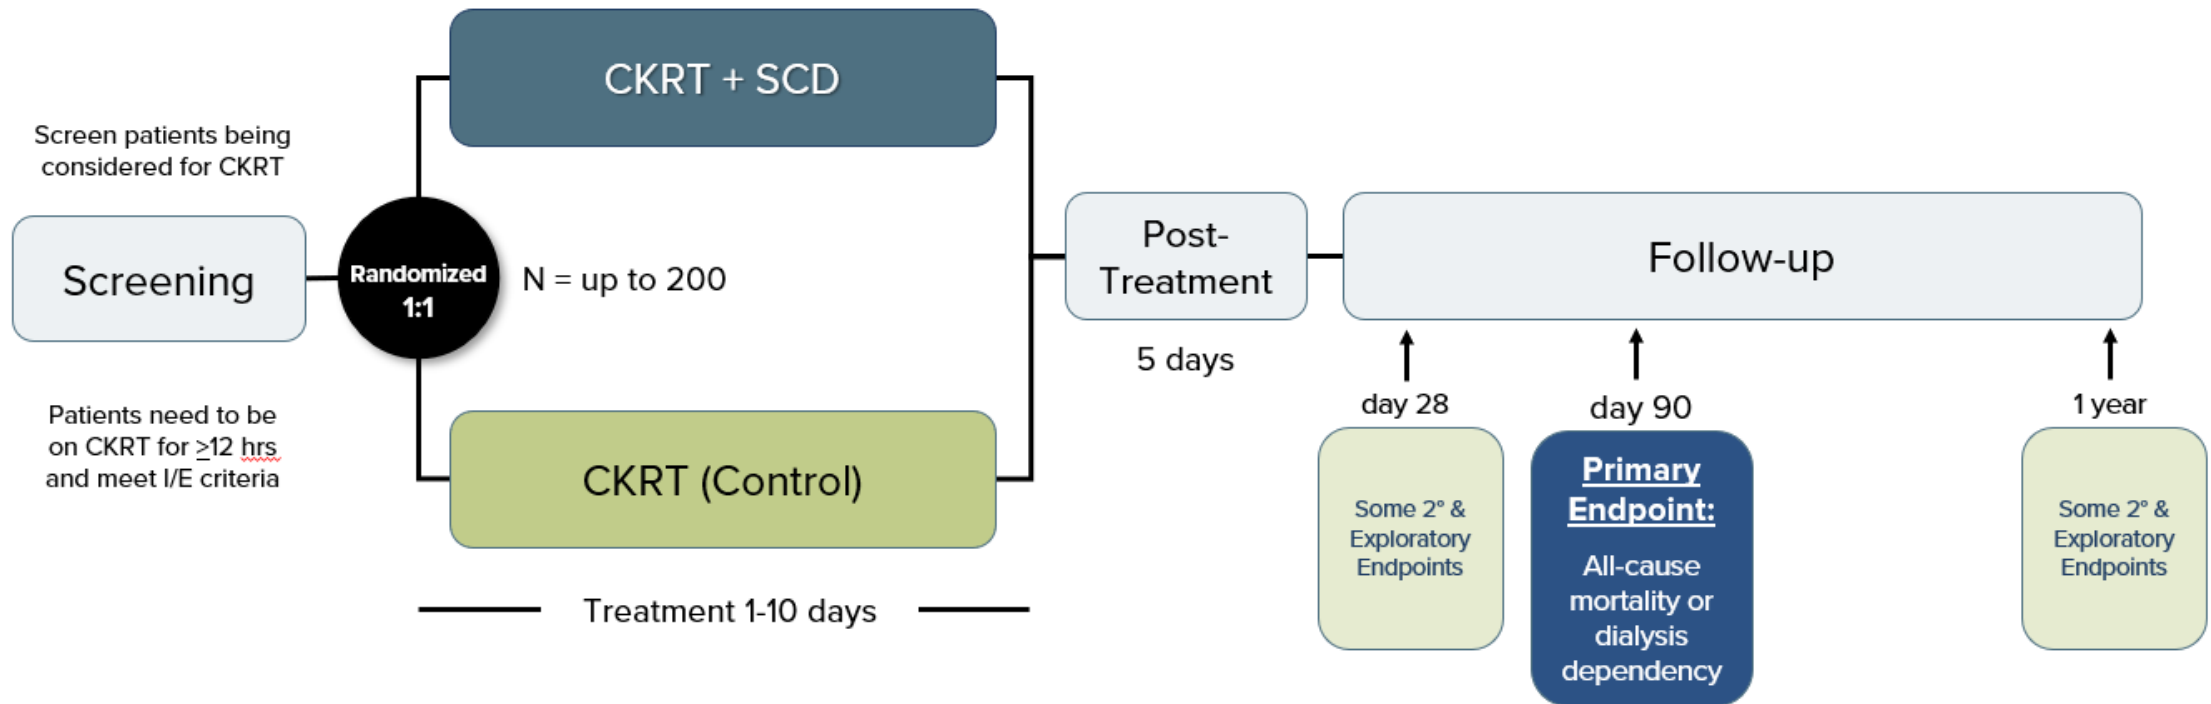 Screen patients being
considered for CKRT
Screening
Patients need to be
on CKRT for ≥12 hrs
and meet I/E criteria
Randomized
1:1
N = up to 200
CKRT + SCD
CKRT (Control)
Treatment 1-10 days
Post-
Treatment
5 days
Follow-up
day 28
Some 2° &
Exploratory
Endpoints
day 90
Primary
Endpoint:
All-cause
mortality or
dialysis
dependency
1 year
Some 2° &
Exploratory
Endpoints